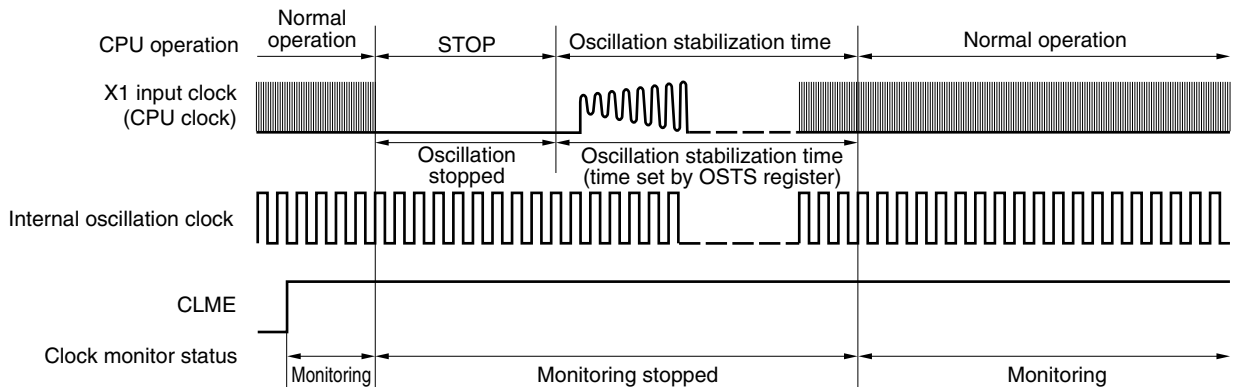 Normal
operation
CPU operation
STOP
Oscillation stabilization time
Normal operation
X1 input clock
(CPU clock)
Oscillation
stopped
Oscillation stabilization time
(time set by OSTS register)
Internal oscillation clock
CLME
Clock monitor status
Monitoring
Monitoring stopped
Monitoring